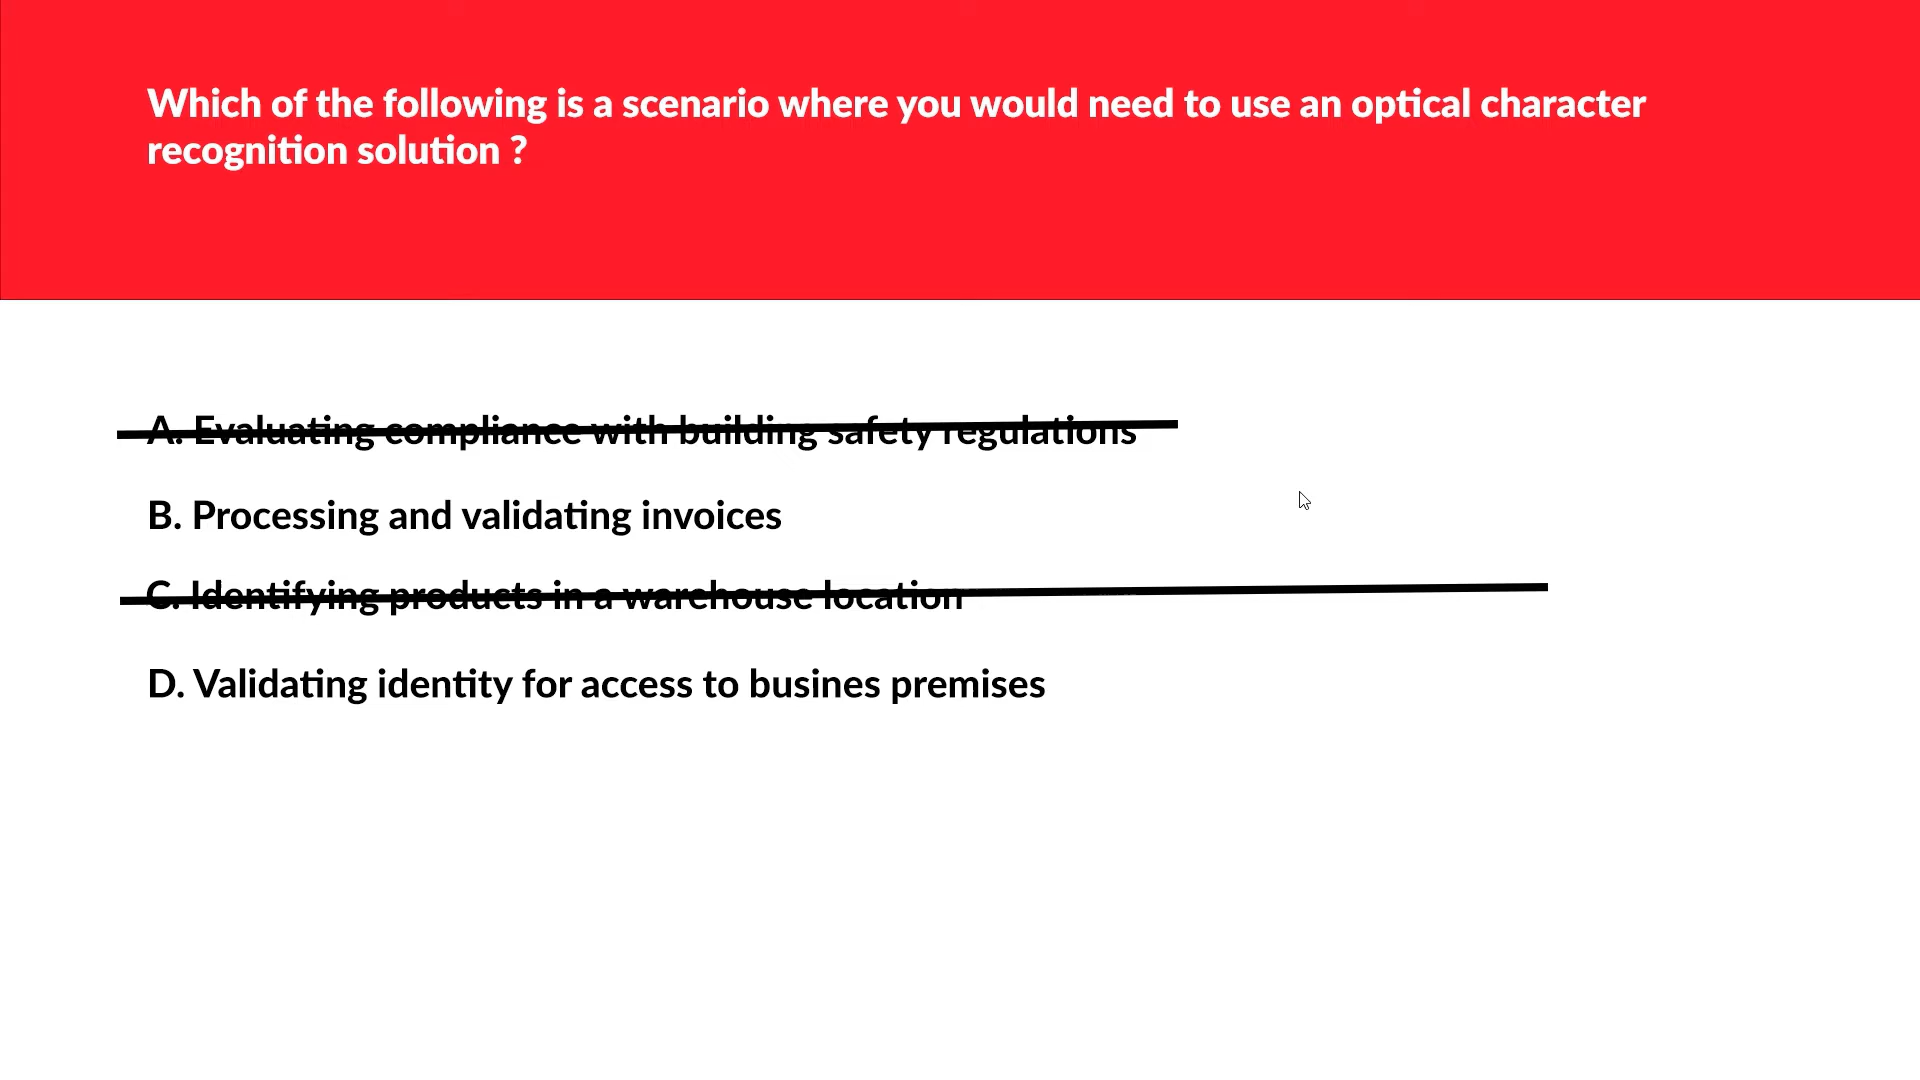 Which of the following is a scenario where you would need to use an optical character
recognition solution ?
A. Evaluating compliance with building safety regulations
B. Processing and validating invoices
C. Identifying products in a warehouse location
D. Validating identity for access to busines premises